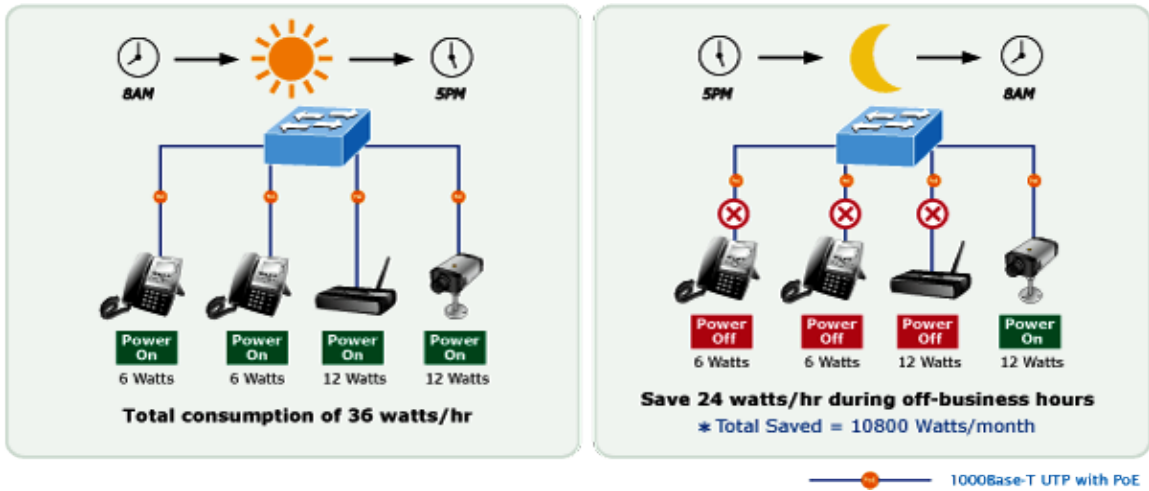 8AM
5PM
Power On
6 Watts
Power On
6 Watts
Power On
12 Watts
Power On
12 Watts
Total consumption of 36 watts/hr
5PM
8AM
Power Off
6 Watts
Power Off
6 Watts
Power Off
12 Watts
Power On
12 Watts
Save 24 watts/hr during off-business hours
* Total Saved = 10800 Watts/month
PoE
1000Base-T UTP with PoE